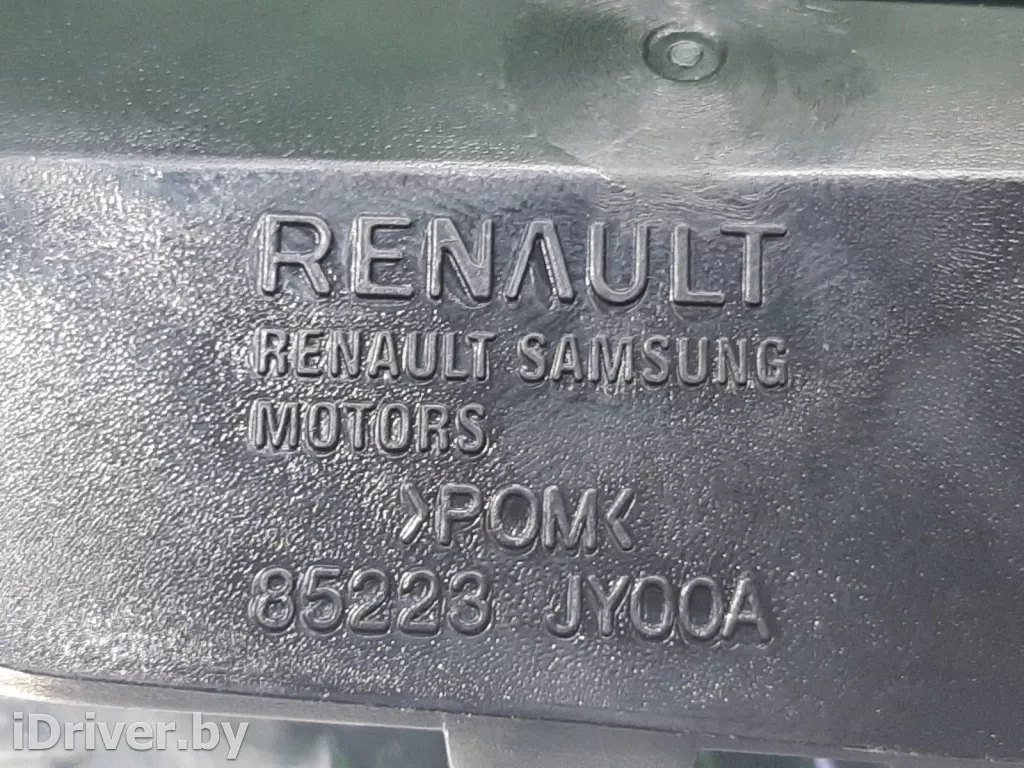 RENAULT
RENAULT SAMSUNG
MOTORS
>POM<
85223 JY00A
iDriver.by